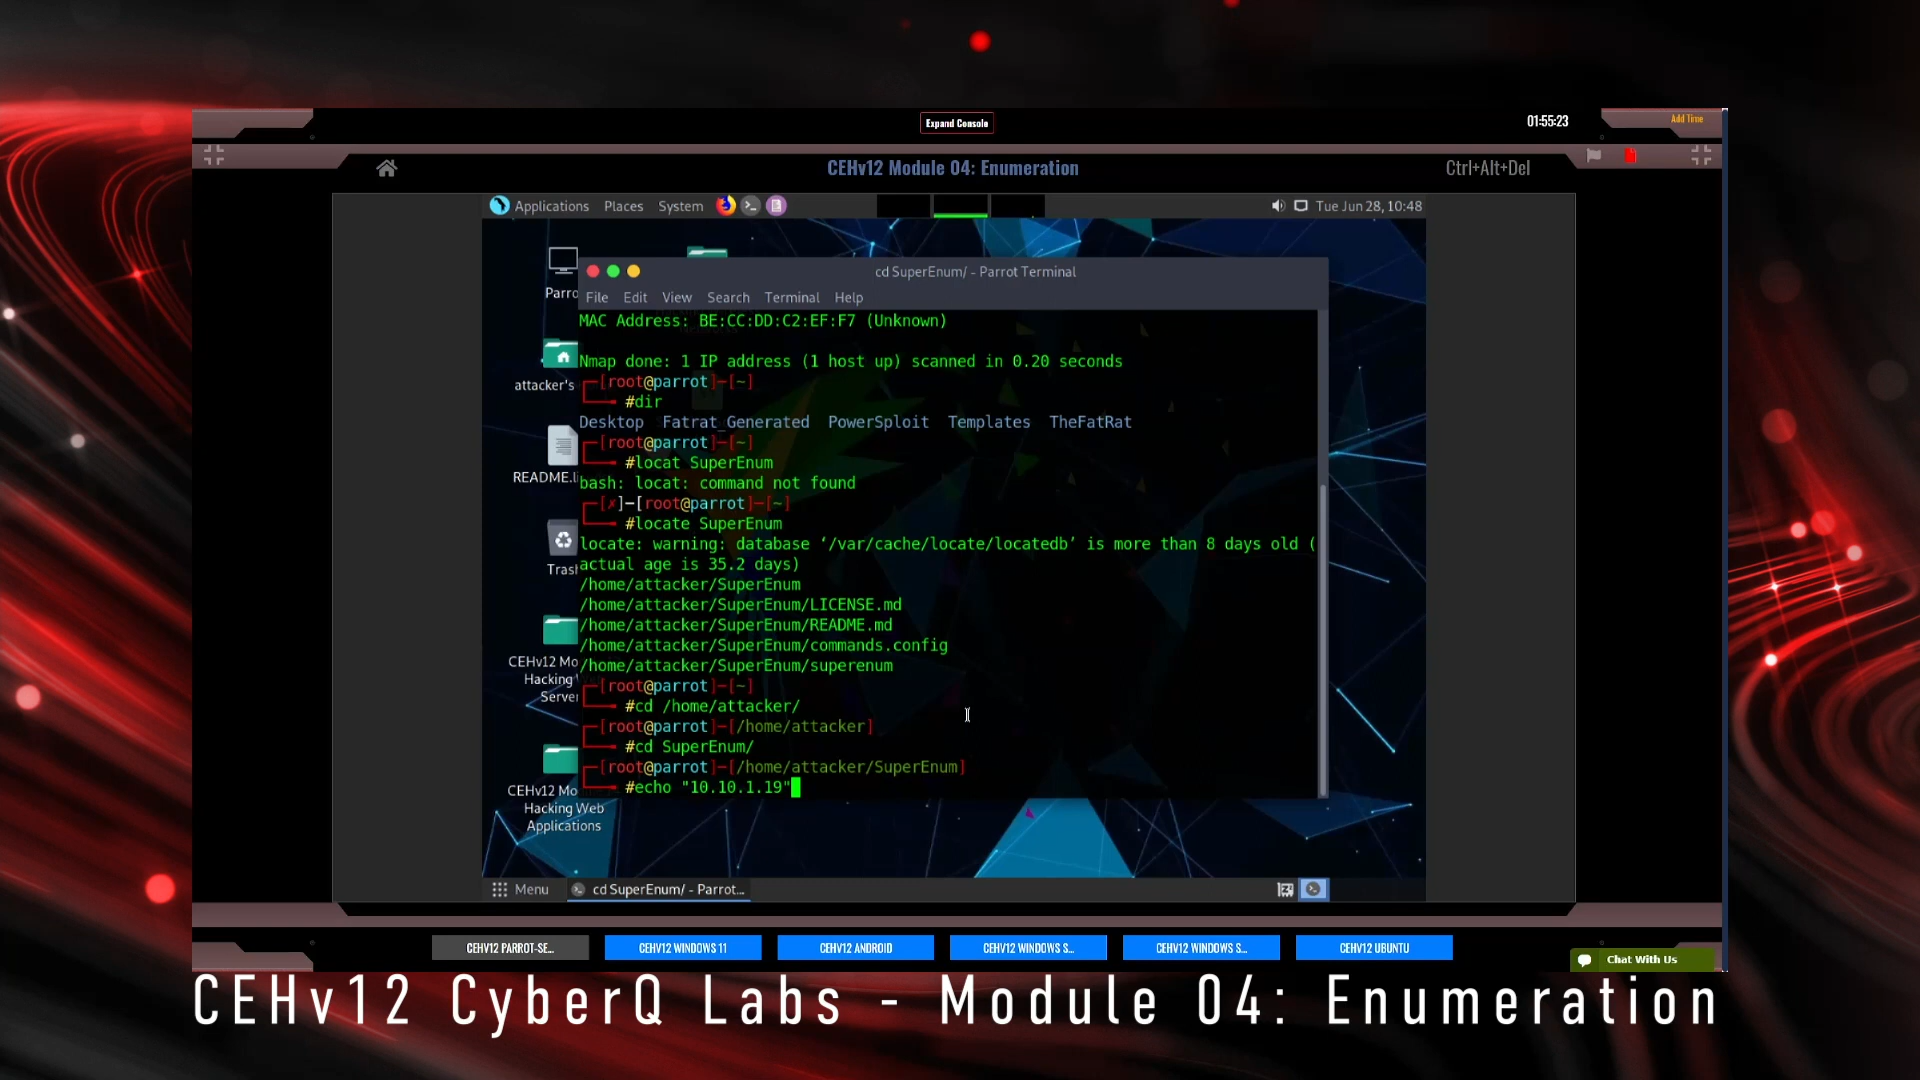 Expand Console
01:55:23
Add Time
CEHv12 Module 04: Enumeration
Ctrl+Alt+Del
Applications Places System
Tue Jun 28, 10:48
cd SuperEnum/ - Parrot Terminal
File Edit View Search Terminal Help
MAC Address: BE:CC:DD:C2:EF:F7 (Unknown)
Nmap done: 1 IP address (1 host up) scanned in 0.20 seconds
[root@parrot]─[~]
#dir
Desktop Fatrat_Generated PowerSploit Templates TheFatRat
[root@parrot]─[~]
#locat SuperEnum
bash: locat: command not found
[✗]─[root@parrot]─[~]
#locate SuperEnum
locate: warning: database ‘/var/cache/locate/locatedb’ is more than 8 days old (
actual age is 35.2 days)
/home/attacker/SuperEnum
/home/attacker/SuperEnum/LICENSE.md
/home/attacker/SuperEnum/README.md
/home/attacker/SuperEnum/commands.config
/home/attacker/SuperEnum/superenum
[root@parrot]─[~]
#cd /home/attacker/
[root@parrot]─[/home/attacker]
#cd SuperEnum/
[root@parrot]─[/home/attacker/SuperEnum]
#echo "10.10.1.19"
Parro
attacker's
README.li
Trash
CEHv12 Mo
Hacking
Server
CEHv12 Mo
Hacking Web
Applications
Menu
cd SuperEnum/ - Parrot...
CEHV12 PARROT-SE...
CEHV12 WINDOWS 11
CEHV12 ANDROID
CEHV12 WINDOWS S...
CEHV12 WINDOWS S...
CEHV12 UBUNTU
Chat With Us
CEHv12 CyberQ Labs - Module 04: Enumeration